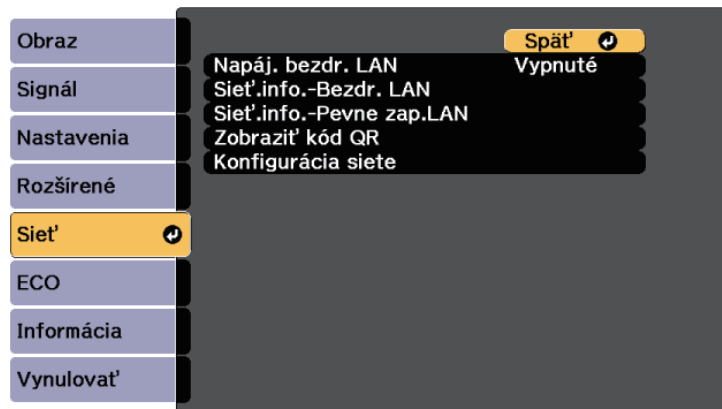 Obraz
Signál
Nastavenia
Rozšírené
Sieť
ECO
Informácia
Vynulovať
Späť
Napáj. bezdr. LAN Vypnuté
Sieť.info.-Bezdr. LAN
Sieť.info.-Pevne zap.LAN
Zobraziť kód QR
Konfigurácia siete